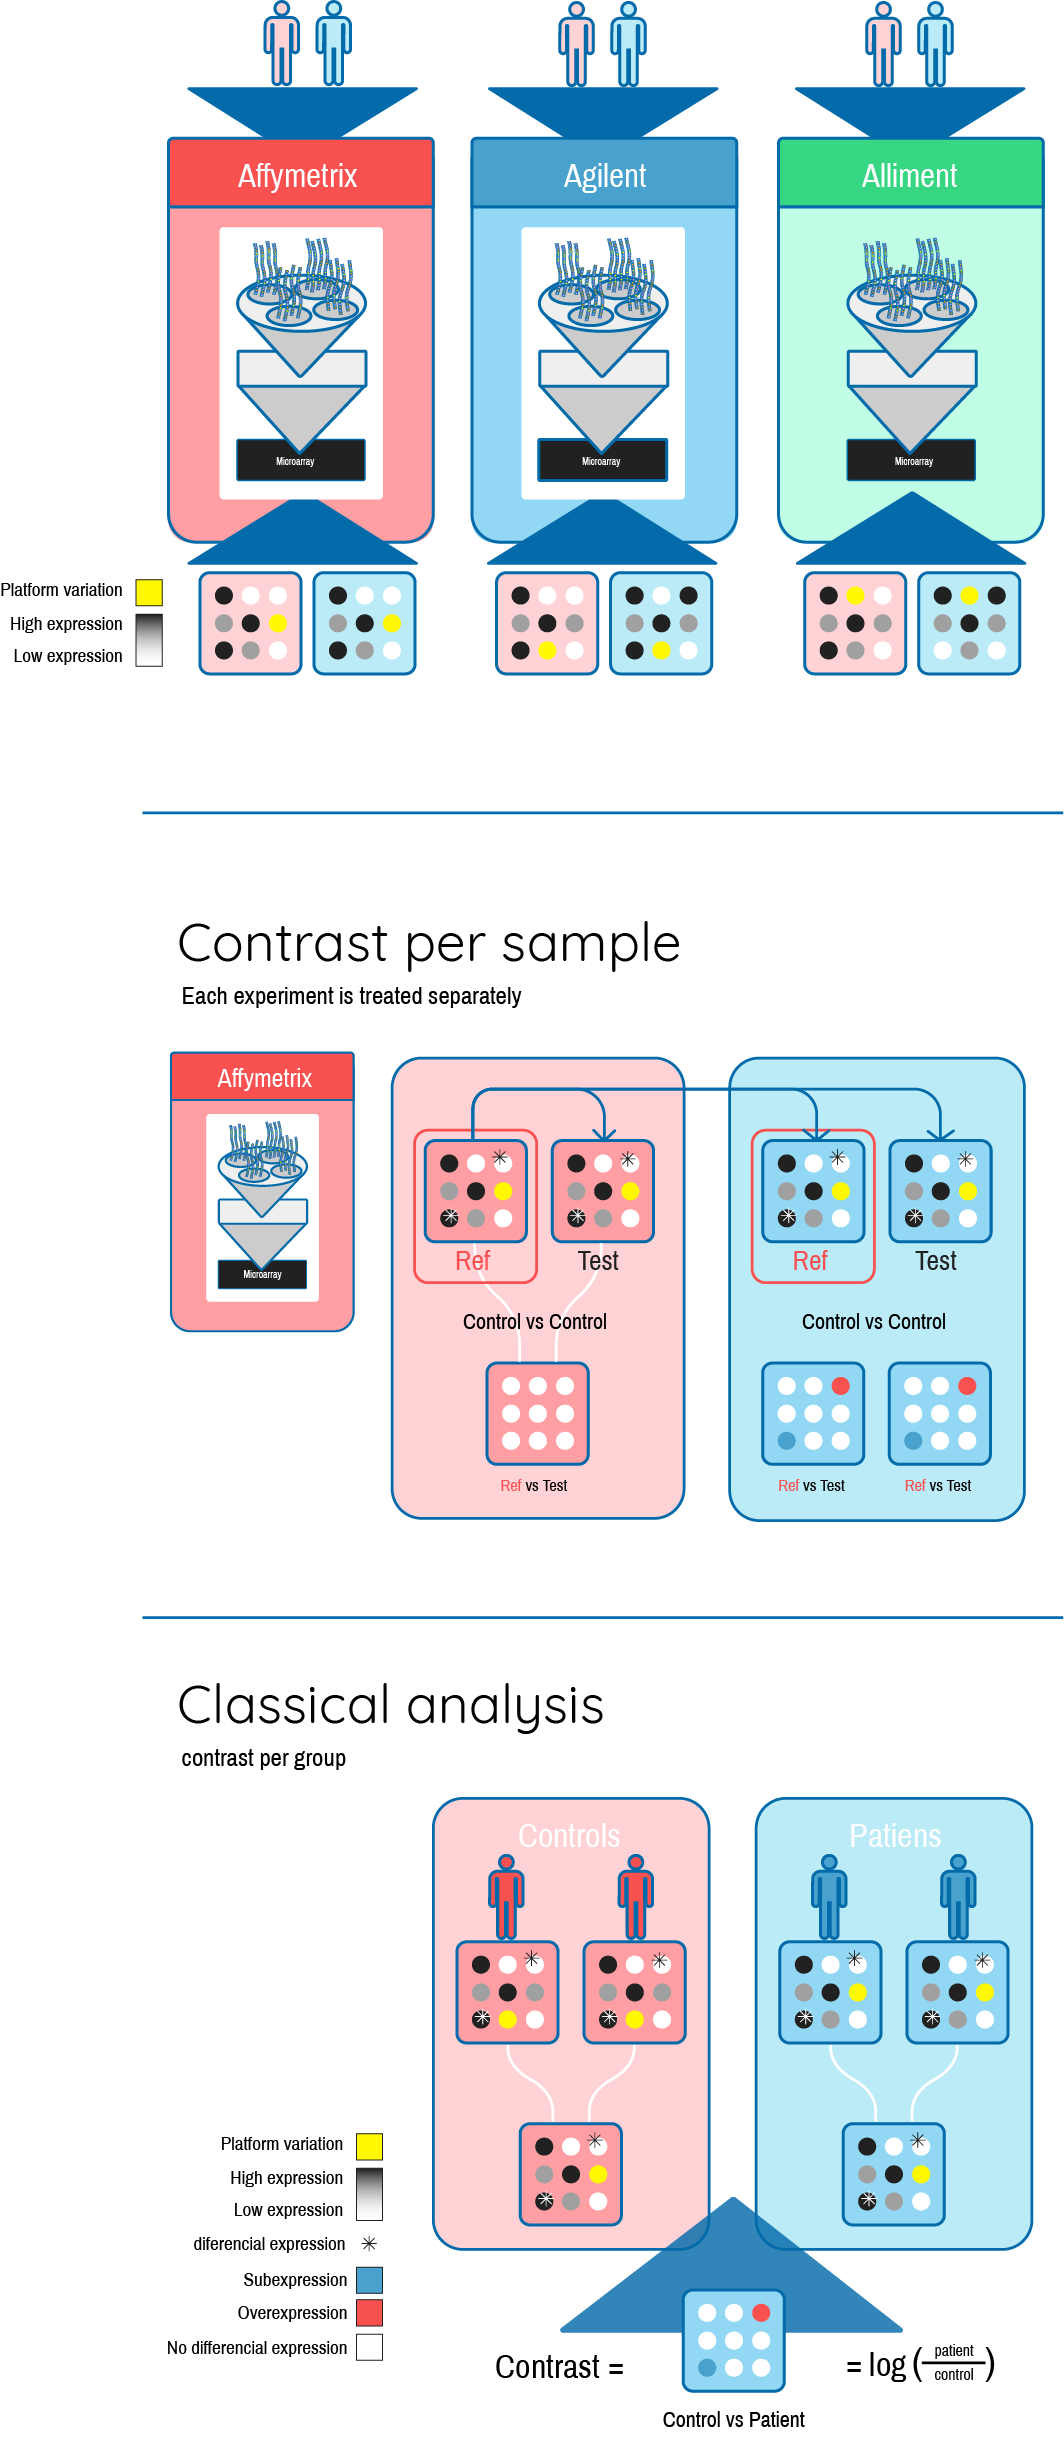 Affymetrix
Agilent
Alliment
Microarray
Microarray
Microarray
Platform variation
High expression
Low expression
Contrast per sample
Each experiment is treated separately
Affymetrix
Microarray
Ref
Test
Ref
Test
Control vs Control
Control vs Control
Ref vs Test
Ref vs Test
Ref vs Test
Classical analysis
contrast per group
Controls
Patiens
Platform variation
High expression
Low expression
diferencial expression
Subexpression
Overexpression
No differencial expression
Contrast =
= log ( patient / control )
Control vs Patient